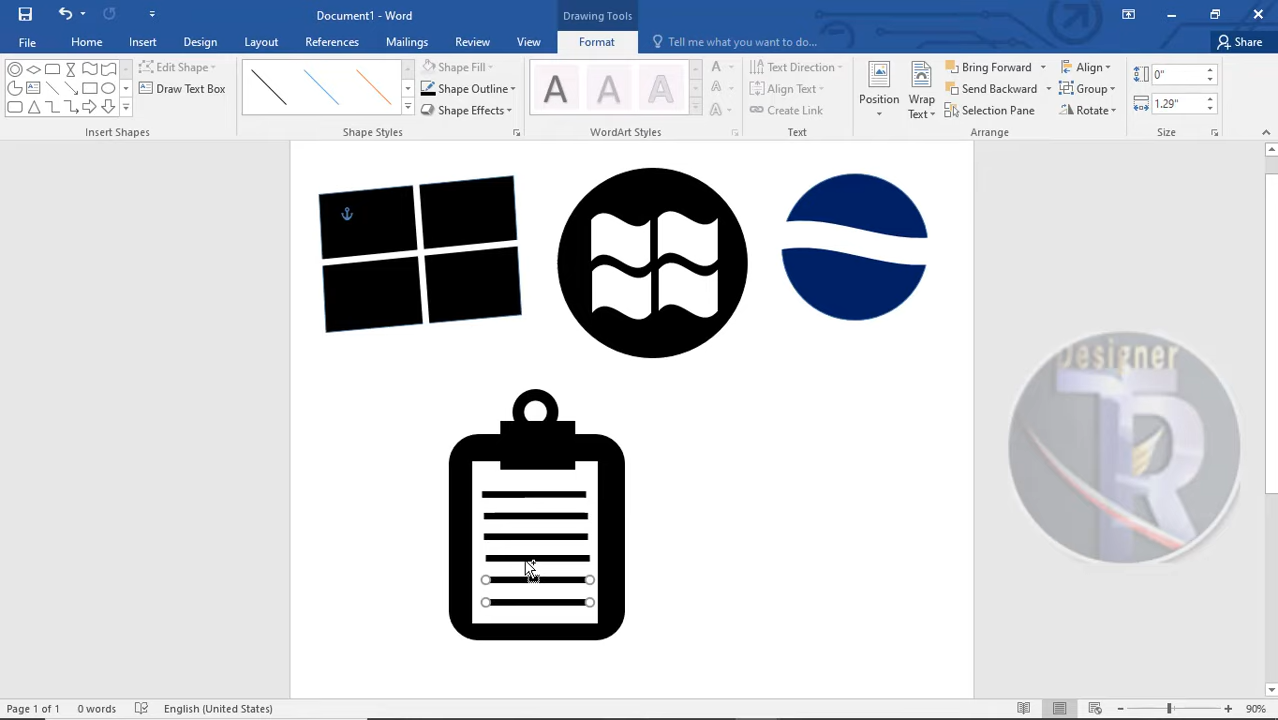 Document1 - Word
Drawing Tools
File
Home
Insert
Design
Layout
References
Mailings
Review
View
Format
Tell me what you want to do...
Share
Edit Shape
Draw Text Box
Insert Shapes
Shape Fill
Shape Outline
Shape Effects
Shape Styles
A A A
A
A
A
WordArt Styles
Text Direction
Align Text
Create Link
Text
Position
Wrap
Text
Bring Forward
Send Backward
Selection Pane
Align
Group
Rotate
Arrange
0"
1.29"
Size
Designer
TR
Page 1 of 1
0 words
English (United States)
90%